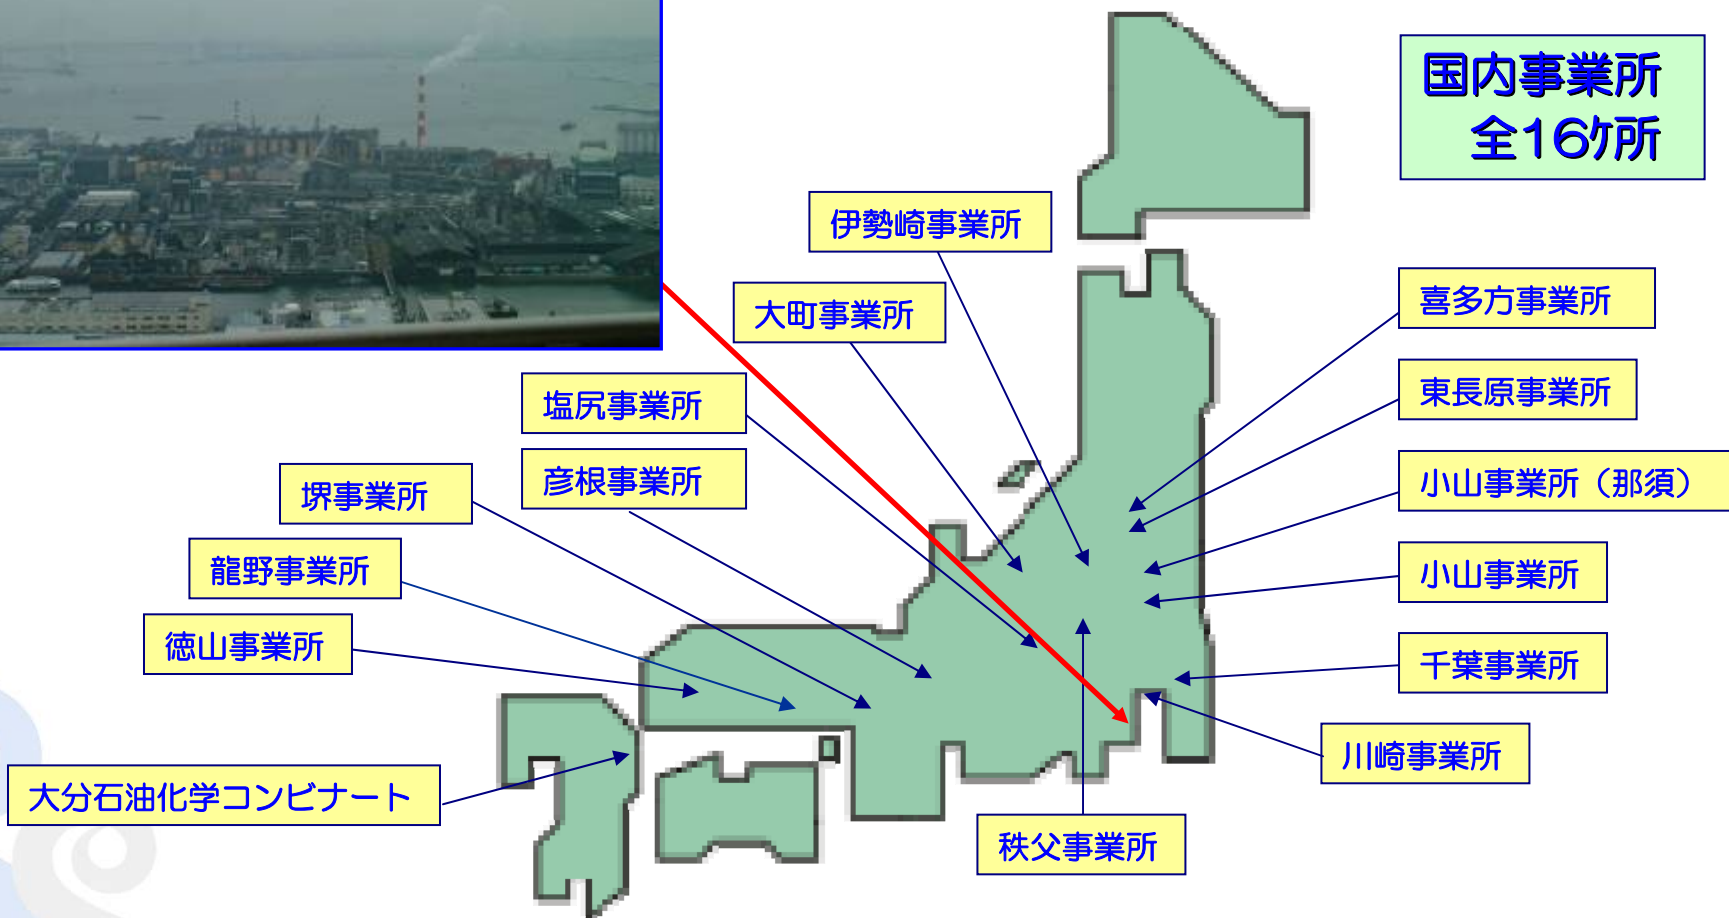 国内事業所
全16ヶ所
伊勢崎事業所
大町事業所
塩尻事業所
彦根事業所
堺事業所
龍野事業所
徳山事業所
大分石油化学コンビナート
喜多方事業所
東長原事業所
小山事業所（那須）
小山事業所
千葉事業所
川崎事業所
秩父事業所